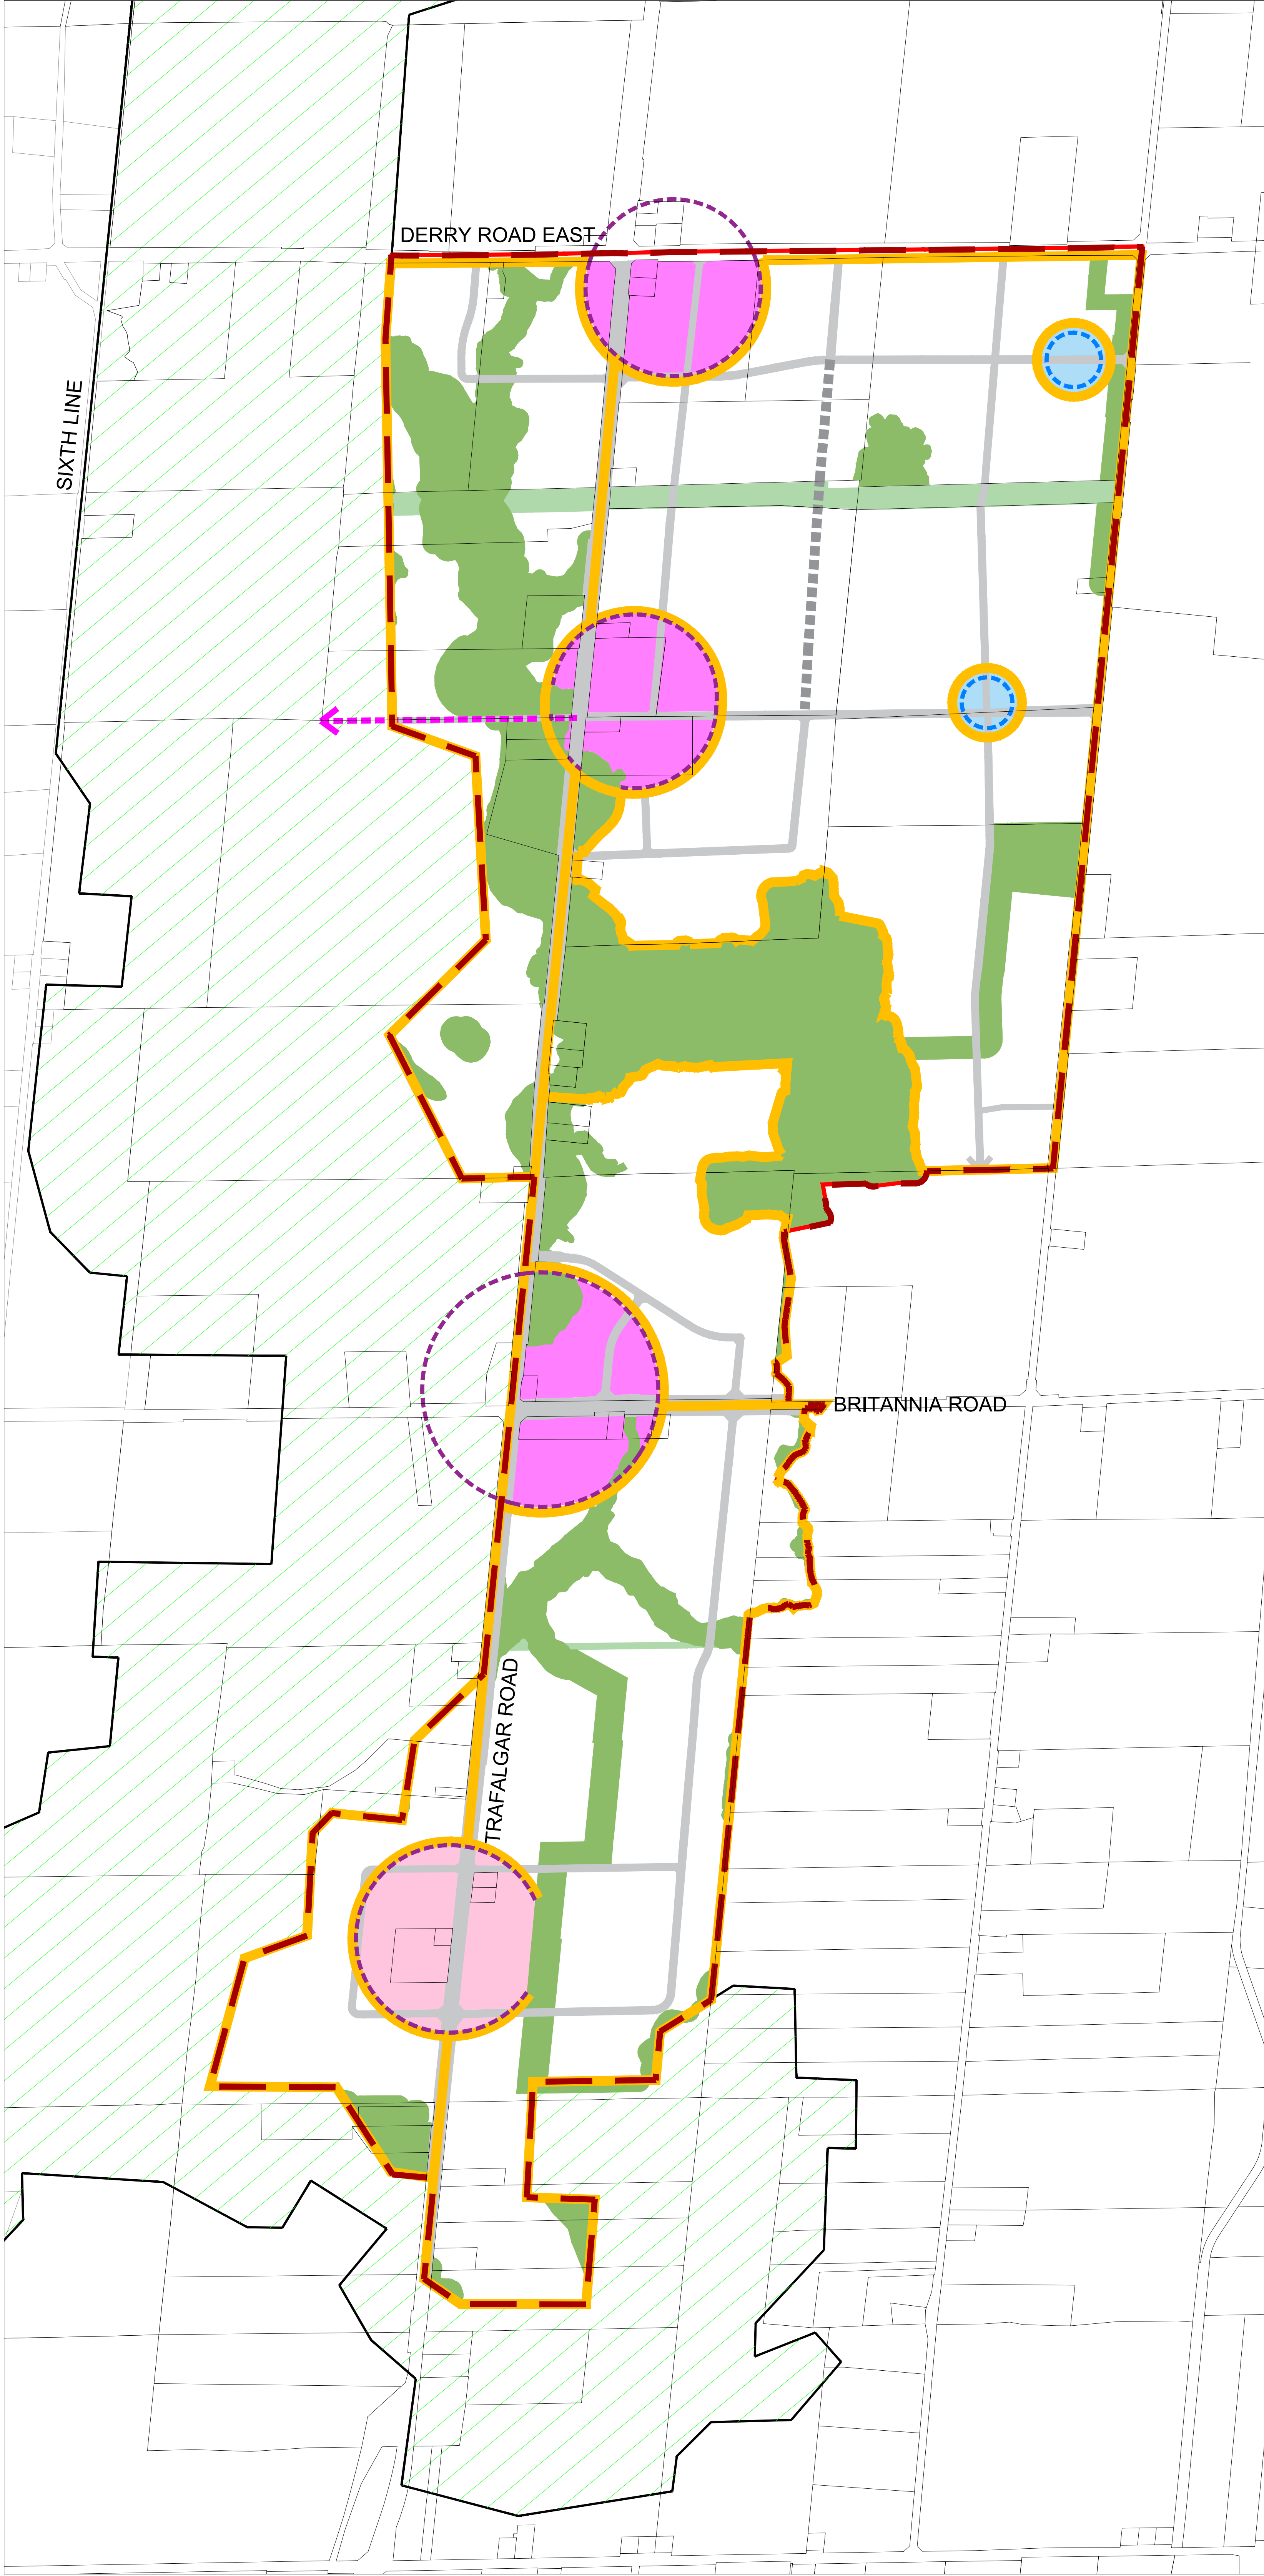 DERRY ROAD EAST
SIXTH LINE
BRITANNIA ROAD
TRAFALGAR ROAD